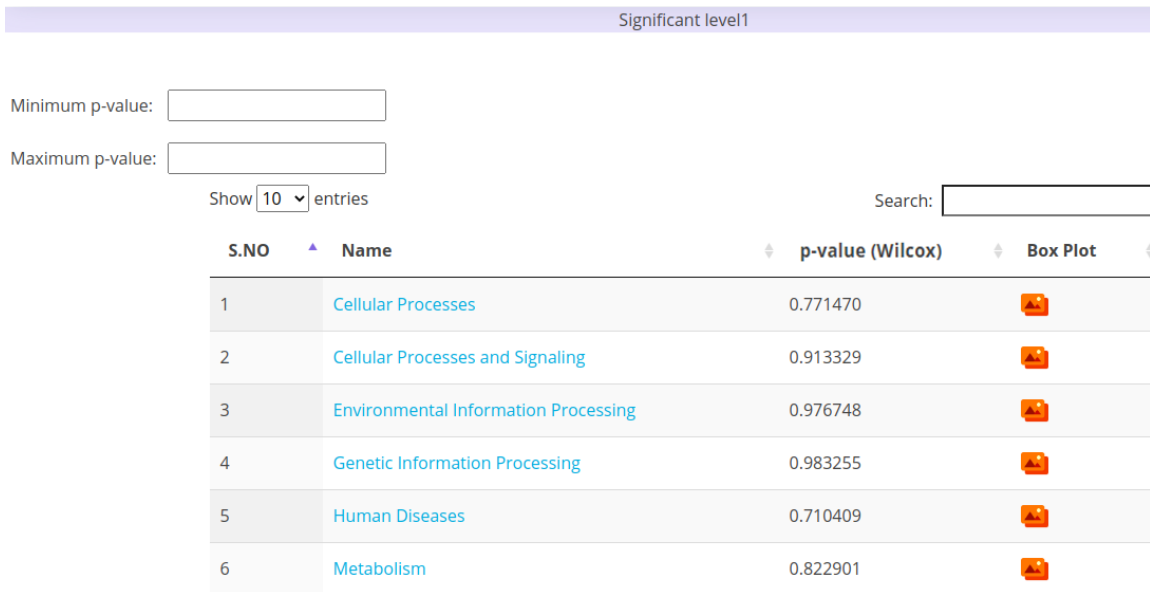 Significant level1
Minimum p-value:
Maximum p-value:
Show 10 entries
Search:
S.NO Name p-value (Wilcox) Box Plot
1 Cellular Processes 0.771470
2 Cellular Processes and Signaling 0.913329
3 Environmental Information Processing 0.976748
4 Genetic Information Processing 0.983255
5 Human Diseases 0.710409
6 Metabolism 0.822901